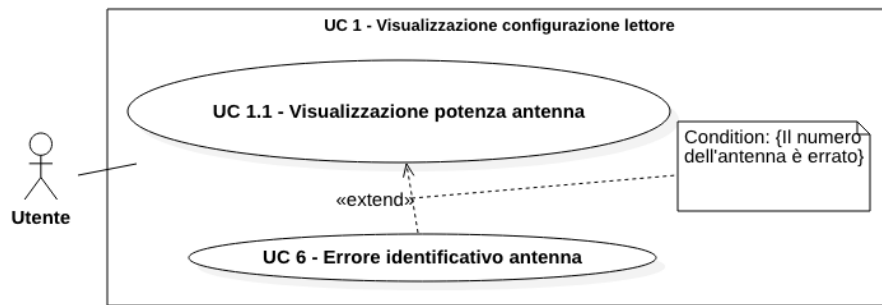 UC 1 - Visualizzazione configurazione lettore
UC 1.1 - Visualizzazione potenza antenna
Condition: {Il numero
dell'antenna è errato}
«extend»
Utente
UC 6 - Errore identificativo antenna